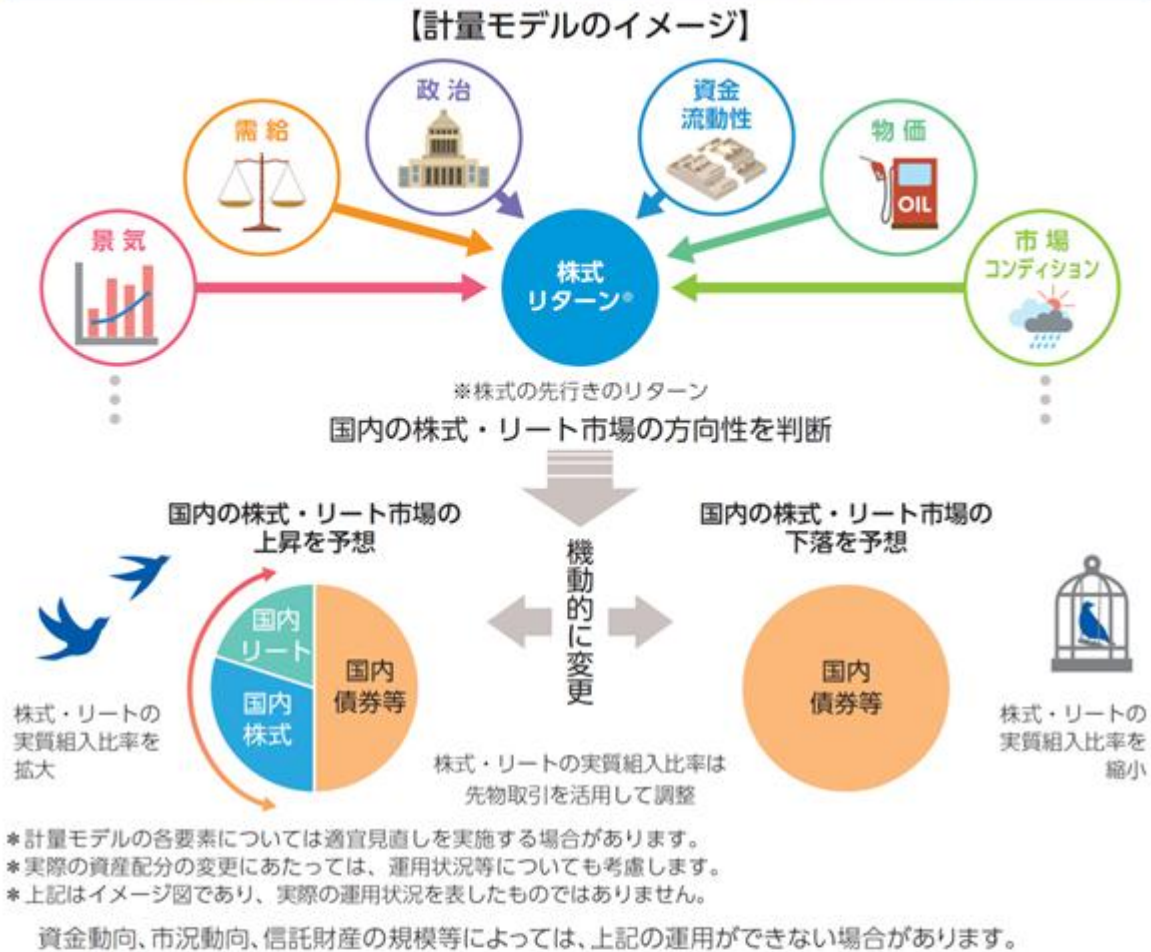 【計量モデルのイメージ】
政 治
資金
流動性
需 給
物 価
OIL
景 気
市 場
コンディション
株式
リターン※
※株式の先行きのリターン
国内の株式・リート市場の方向性を判断
国内の株式・リート市場の
上昇を予想
国内の株式・リート市場の
下落を予想
機動的に変更
国内
リート
国内
株式
国内
債券等
国内
債券等
株式・リートの
実質組入比率を
拡大
株式・リートの
実質組入比率を
縮小
株式・リートの実質組入比率は
先物取引を活用して調整
＊計量モデルの各要素については適宜見直しを実施する場合があります。
＊実際の資産配分の変更にあたっては、運用状況等についても考慮します。
＊上記はイメージ図であり、実際の運用状況を表したものではありません。
資金動向、市況動向、信託財産の規模等によっては、上記の運用ができない場合があります。